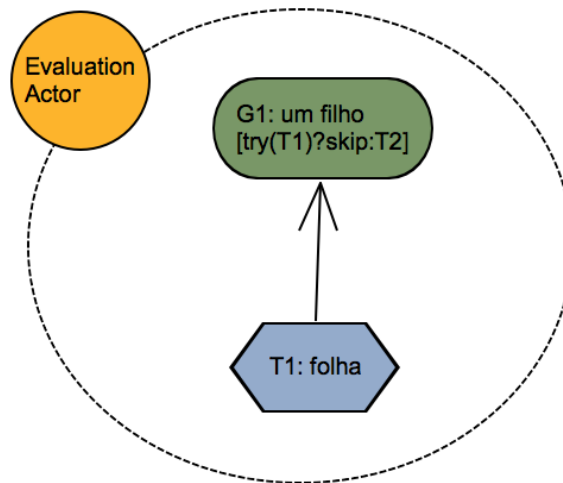 Evaluation
Actor
G1: um filho
[try(T1)?skip:T2]
T1: folha